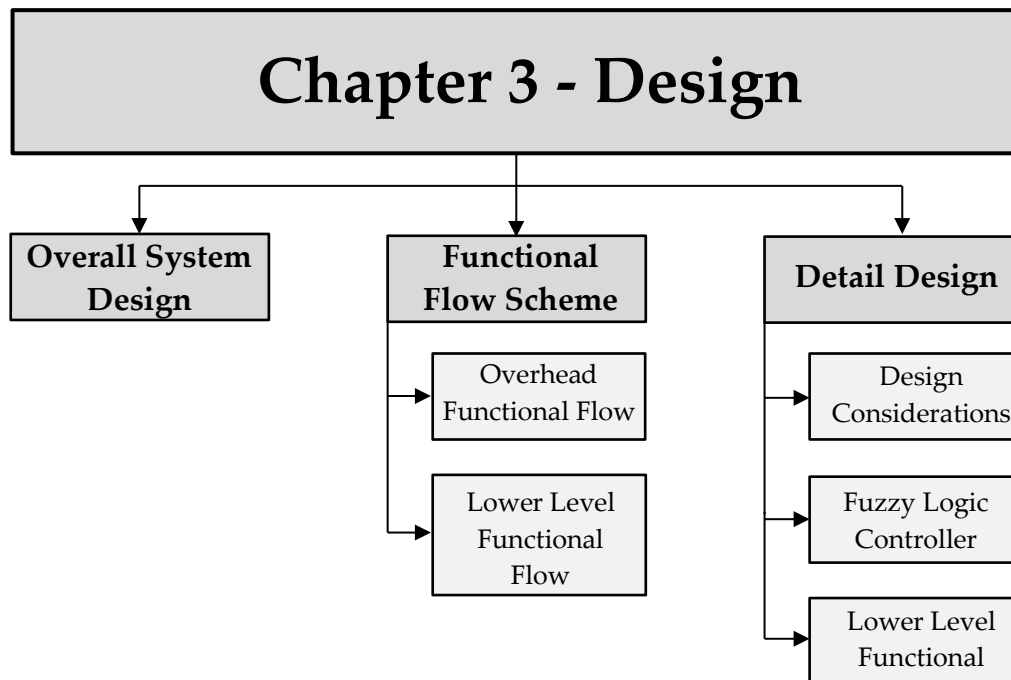 Chapter 3 - Design
Overall System
Design
Functional
Flow Scheme
Overhead
Functional Flow
Lower Level
Functional
Flow
Detail Design
Design
Considerations
Fuzzy Logic
Controller
Lower Level
Functional